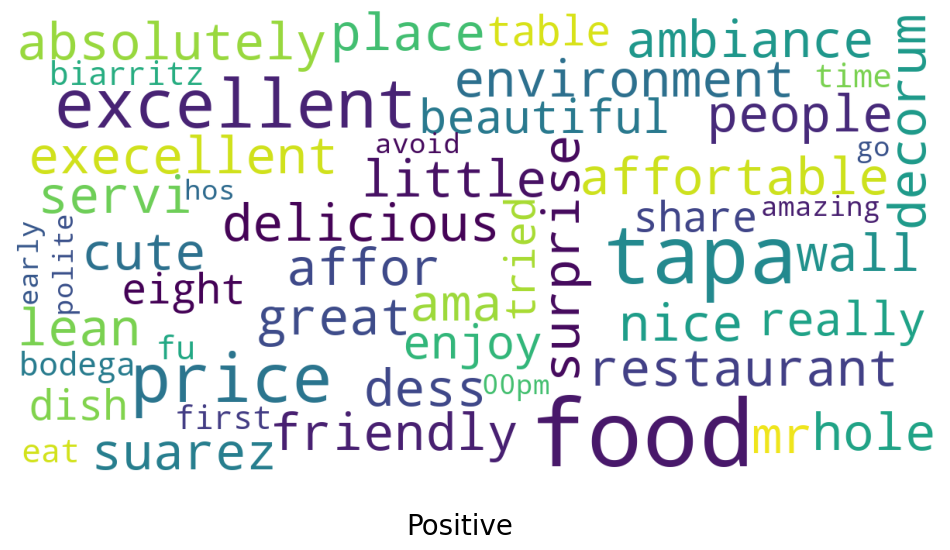 absolutely place table ambiance decorum
biarritz environment time
excellent beautiful people
execellent avoid little surprise affortable go
servi hos delicious tried share amazing
early polite cute affor tapa wall
eight great ama nice really
lean fu enjoy
bodega price dess 00pm restaurant
dish first friendly food mr hole
eat suarez
Positive